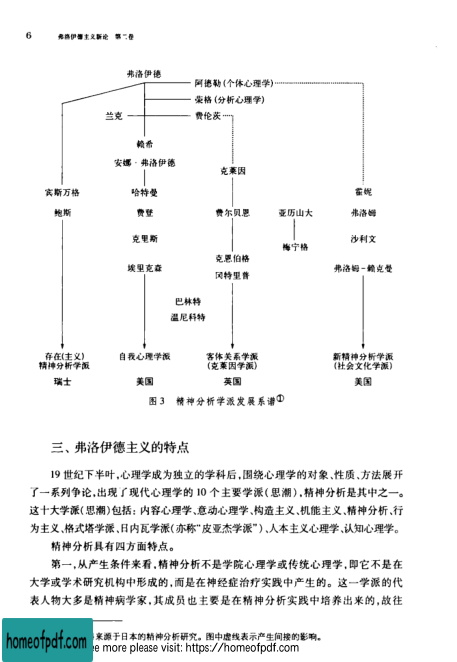 6 弗洛伊德主义新论 第二卷
弗洛伊德
阿德勒(个体心理学)
荣格(分析心理学)
兰克 费伦茨
赖希
安娜·弗洛伊德
克莱因
宾斯万格 哈特曼 霍妮
鲍斯 费登 费尔贝恩 亚历山大 弗洛姆
克里斯 梅宁格 沙利文
克恩伯格
埃里克森 冈特里普 弗洛姆-赖克曼
巴林特
温尼科特
存在(主义) 自我心理学派 客体关系学派 新精神分析学派
精神分析学派 (克莱因学派) (社会文化学派)
瑞士 美国 英国 美国
图3 精神分析学派发展系谱①
三、弗洛伊德主义的特点
19世纪下半叶,心理学成为独立的学科后,围绕心理学的对象、性质、方法展开
了一系列争论,出现了现代心理学的10个主要学派(思潮),精神分析是其中之一。
这十大学派(思潮)包括:内容心理学、意动心理学、构造主义、机能主义、精神分析、行
为主义、格式塔学派、日内瓦学派(亦称“皮亚杰学派”)、人本主义心理学、认知心理学。
精神分析具有四方面特点。
第一,从产生条件来看,精神分析不是学院心理学或传统心理学,即它不是在
大学或学术研究机构中形成的,而是在神经症治疗实践中产生的。这一学派的代
表人物大多是精神病学家,其成员也主要是在精神分析实践中培养出来的,故往
来源于日本的精神分析研究。图中虚线表示产生间接的影响。
homeofpdf.com
ee more please visit: https://homeofpdf.com